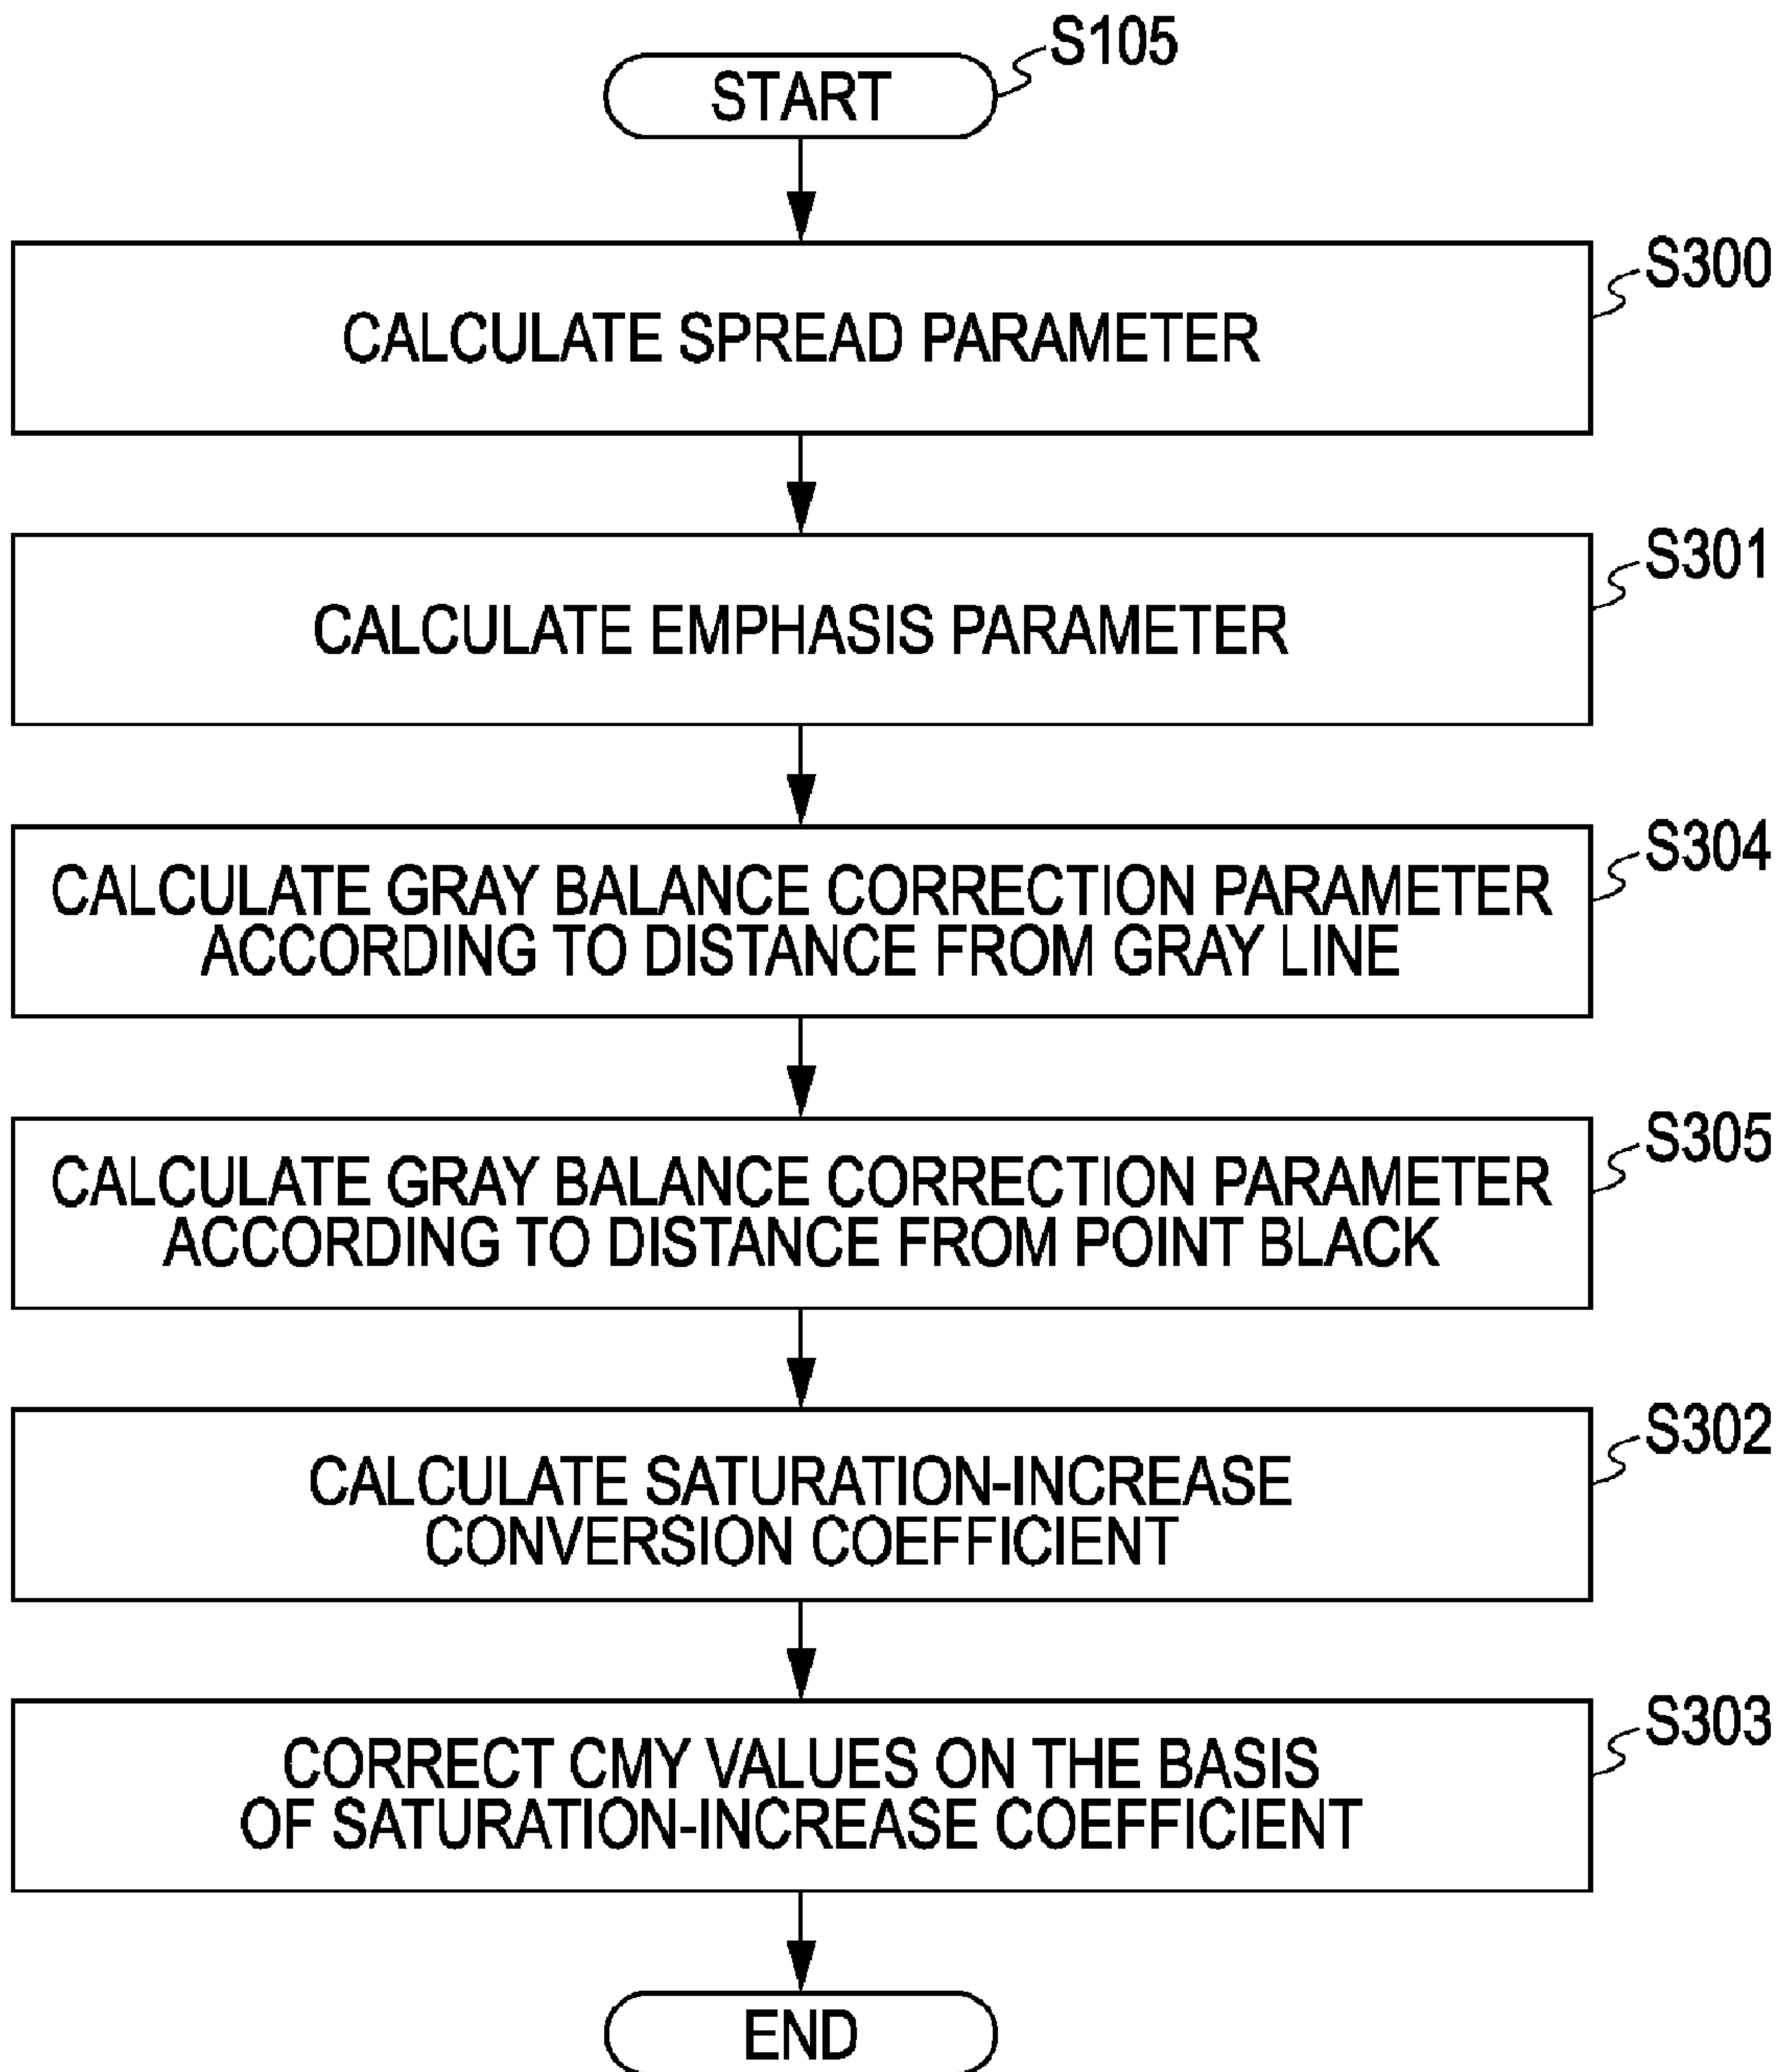 S105
START
S300
CALCULATE SPREAD PARAMETER
S301
CALCULATE EMPHASIS PARAMETER
S304
CALCULATE GRAY BALANCE CORRECTION PARAMETER
ACCORDING TO DISTANCE FROM GRAY LINE
S305
CALCULATE GRAY BALANCE CORRECTION PARAMETER
ACCORDING TO DISTANCE FROM POINT BLACK
S302
CALCULATE SATURATION-INCREASE
CONVERSION COEFFICIENT
S303
CORRECT CMY VALUES ON THE BASIS
OF SATURATION-INCREASE COEFFICIENT
END